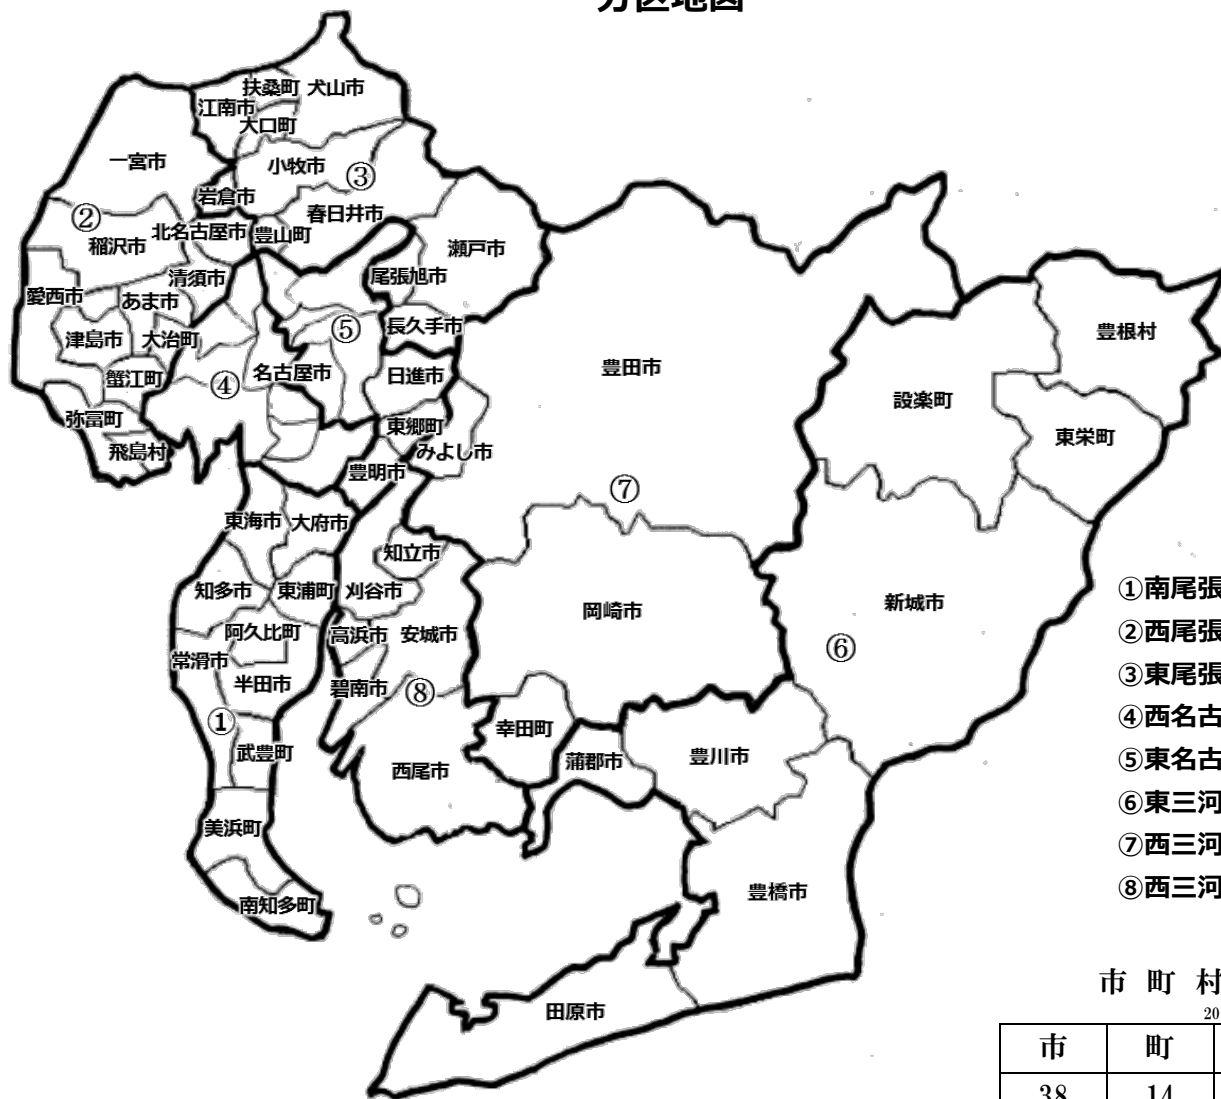 分区地図
扶桑町
犬山市
江南市
大口町
一宮市
小牧市
③
岩倉市
②
春日井市
北名古屋市
豊山町
稲沢市
瀬戸市
清須市
尾張旭市
愛西市
あま市
⑤
長久手市
豊根村
津島市
大治町
豊田市
名古屋市
日進市
蟹江町
④
設楽町
弥冨町
東郷町
東栄町
飛島村
みよし市
豊明市
⑦
東海市
大府市
知立市
知多市
東浦町
刈谷市
岡崎市
新城市
阿久比町
高浜市
安城市
⑥
常滑市
半田市
碧南市
⑧
①
幸田町
武豊町
蒲郡市
豊川市
西尾市
美浜町
豊橋市
南知多町
田原市
①南尾張
②西尾張
③東尾張
④西名古
⑤東名古
⑥東三河
⑦西三河
⑧西三河
市 町 村
20
市 町
38 14